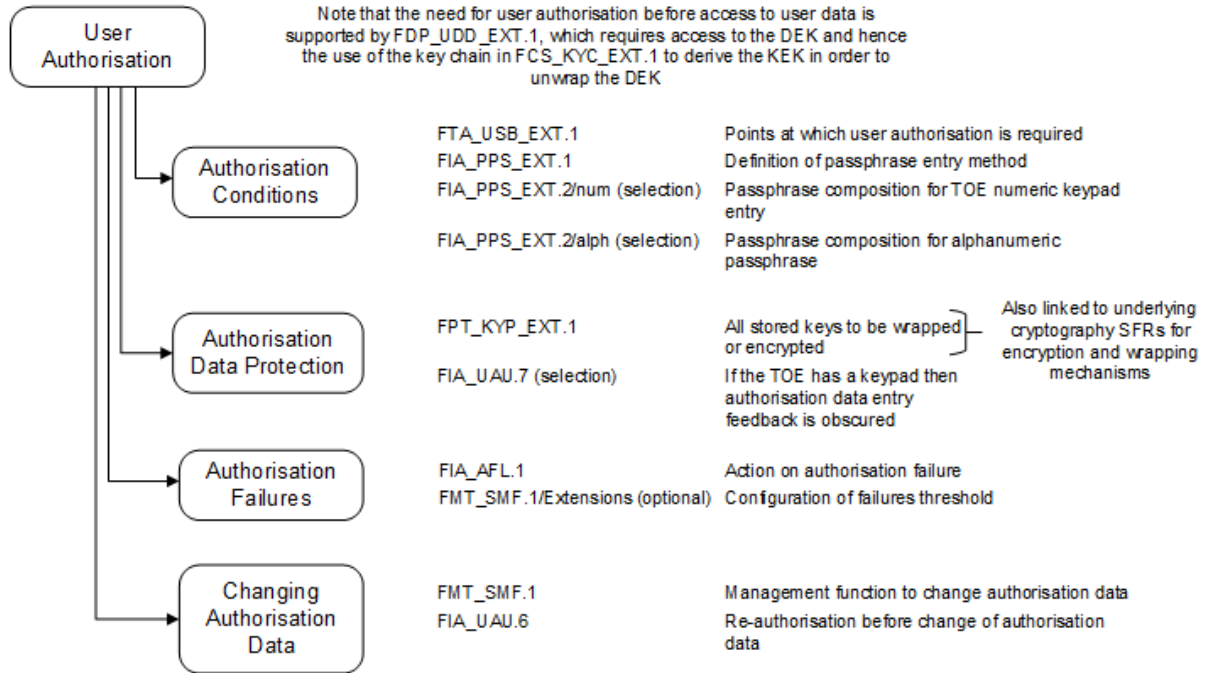 User
Authorisation
Note that the need for user authorisation before access to user data is
supported by FDP_UDD_EXT.1, which requires access to the DEK and hence
the use of the key chain in FCS_KYC_EXT.1 to derive the KEK in order to
unwrap the DEK
Authorisation
Conditions
FTA_USB_EXT.1 Points at which user authorisation is required
FIA_PPS_EXT.1 Definition of passphrase entry method
FIA_PPS_EXT.2/num (selection) Passphrase composition for TOE numeric keypad
entry
FIA_PPS_EXT.2/alph (selection) Passphrase composition for alphanumeric
passphrase
Authorisation
Data Protection
FPT_KYP_EXT.1 All stored keys to be wrapped
or encrypted
Also linked to underlying
cryptography SFRs for
encryption and wrapping
mechanisms
FIA_UAU.7 (selection) If the TOE has a keypad then
authorisation data entry
feedback is obscured
Authorisation
Failures
FIA_AFL.1 Action on authorisation failure
FMT_SMF.1/Extensions (optional) Configuration of failures threshold
Changing
Authorisation
Data
FMT_SMF.1 Management function to change authorisation data
FIA_UAU.6 Re-authorisation before change of authorisation
data